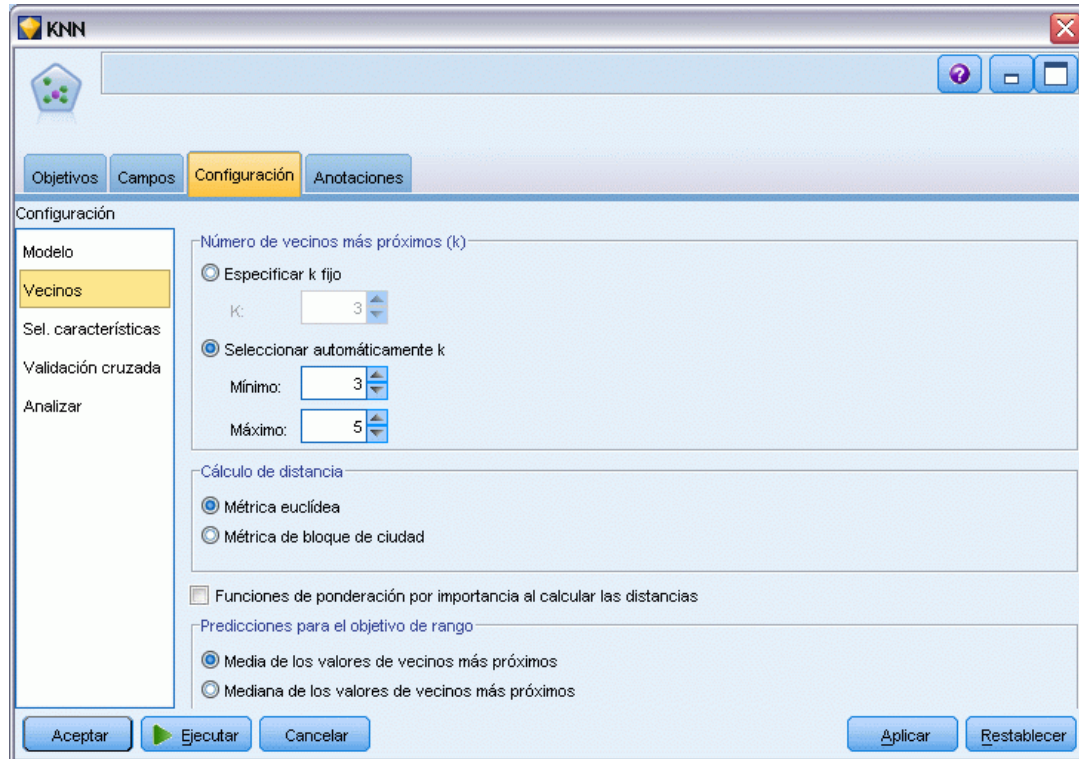 KNN
Objetivos Campos Configuración Anotaciones
Configuración
Modelo
Vecinos
Sel. características
Validación cruzada
Analizar
Número de vecinos más próximos (k)
Especificar k fijo
K: 3
Seleccionar automáticamente k
Mínimo: 3
Máximo: 5
Cálculo de distancia
Métrica euclídea
Métrica de bloque de ciudad
Funciones de ponderación por importancia al calcular las distancias
Predicciones para el objetivo de rango
Media de los valores de vecinos más próximos
Mediana de los valores de vecinos más próximos
Aceptar Ejecutar Cancelar Aplicar Restablecer